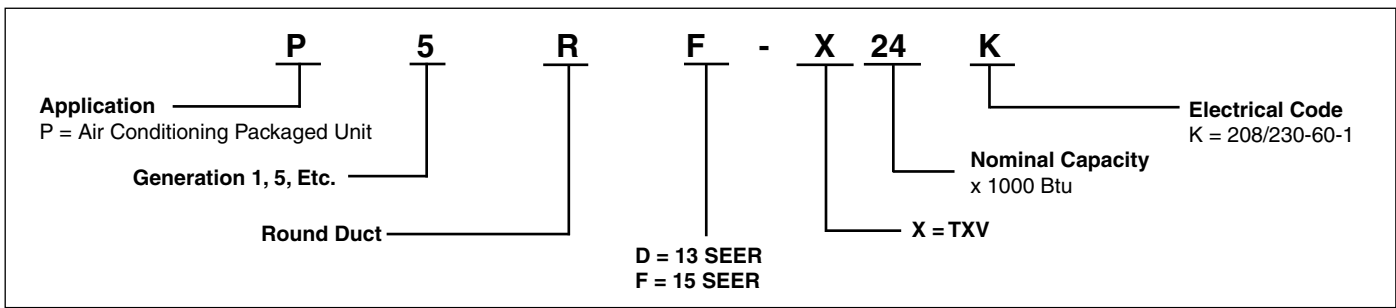 P 5 R F - X 24 K
Application
P = Air Conditioning Packaged Unit
Generation 1, 5, Etc.
Round Duct
D = 13 SEER
F = 15 SEER
X = TXV
Nominal Capacity
x 1000 Btu
Electrical Code
K = 208/230-60-1